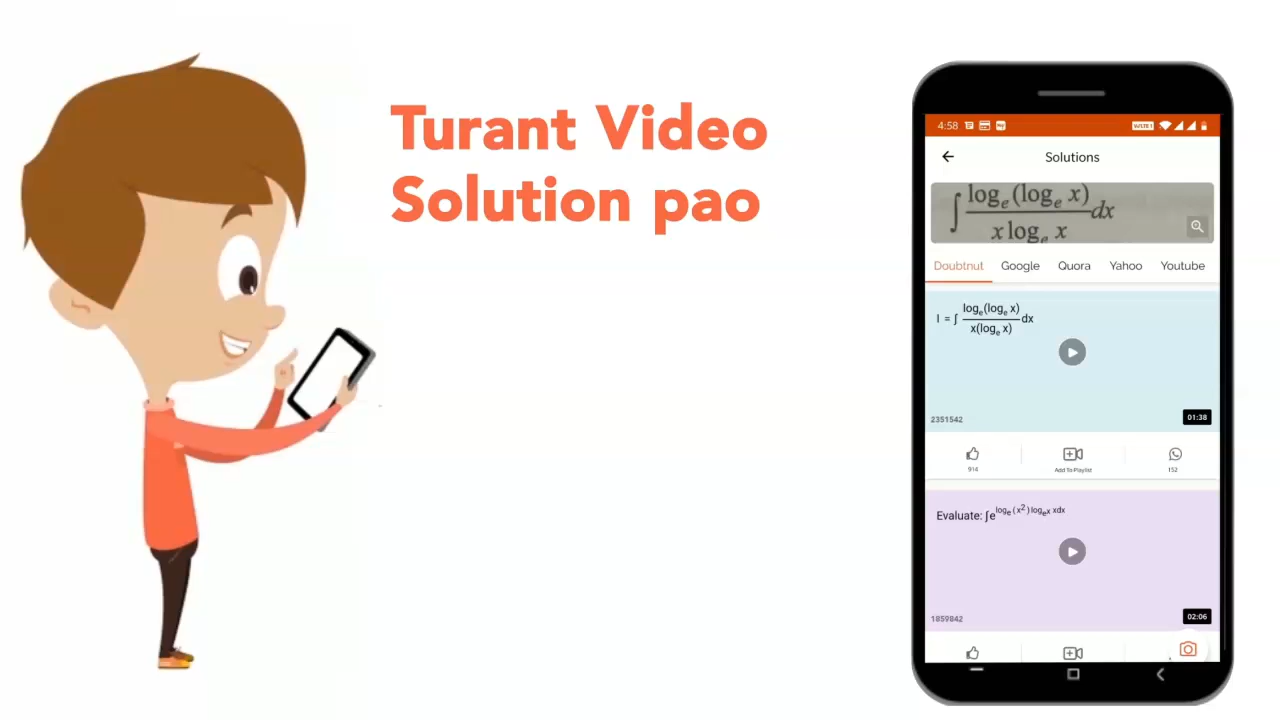 Turant Video
Solution pao
4:58
VoLTE1
Solutions
∫ logₑ(logₑ x) / x logₑ x dx
Doubtnut Google Quora Yahoo Youtube
I = ∫ logₑ(logₑ x) / x(logₑ x) dx
2351542
01:38
914
Add To Playlist
152
Evaluate: ∫e^logₑ(x²)logₑx xdx
1859842
02:06